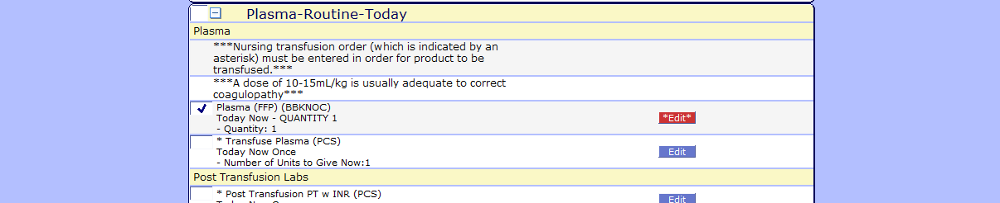 Plasma-Routine-Today
Plasma
***Nursing transfusion order (which is indicated by an
asterisk) must be entered in order for product to be
transfused.***
***A dose of 10-15mL/kg is usually adequate to correct
coagulopathy***
Plasma (FFP) (BBKNOC)
Today Now - QUANTITY 1
*Edit*
- Quantity: 1
* Transfuse Plasma (PCS)
Today Now Once
Edit
- Number of Units to Give Now:1
Post Transfusion Labs
* Post Transfusion PT w INR (PCS)
Edit